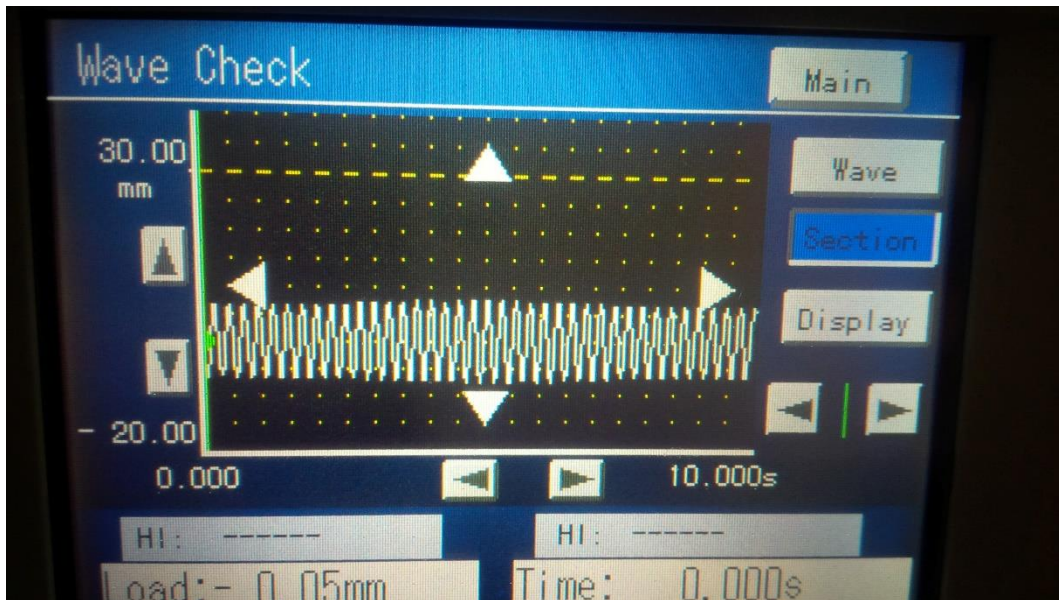 Wave Check
Main
30.00
mm
Wave
Section
Display
- 20.00
0.000
10.000s
HI: ------
HI: ------
Load:- 0.05mm
Time: 0.000s